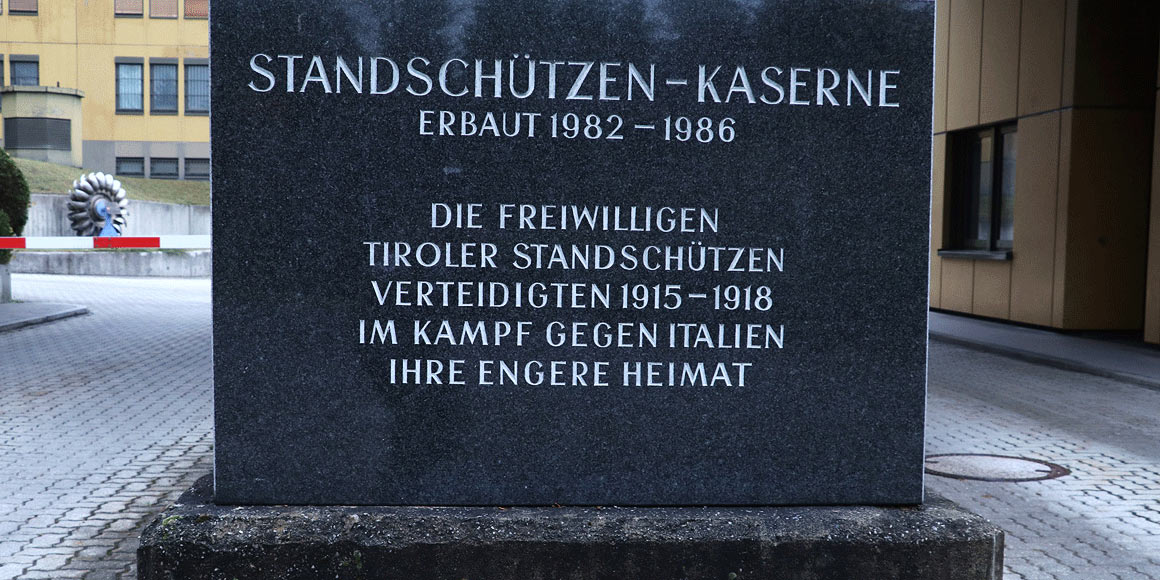 STANDSCHÜTZEN – KASERNE
ERBAUT 1982 – 1986
DIE FREIWILLIGEN
TIROLER STANDSCHÜTZEN
VERTEIDIGTEN 1915 – 1918
IM KAMPF GEGEN ITALIEN
IHRE ENGERE HEIMAT